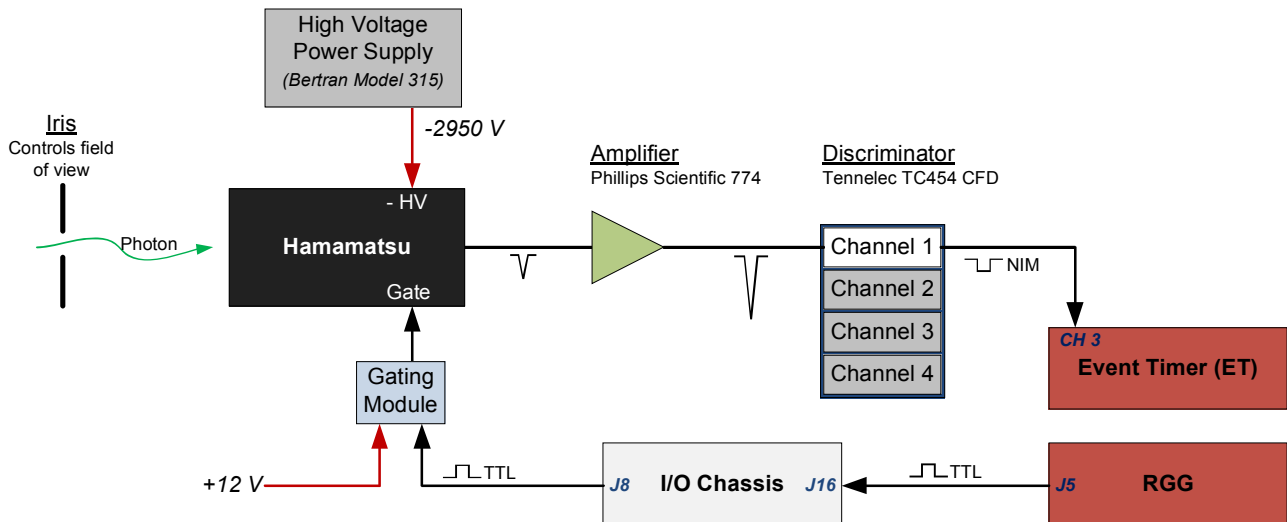 High Voltage
Power Supply
(Bertran Model 315)
-2950 V
Iris
Controls field
of view
Photon
- HV
Hamamatsu
Gate
Amplifier
Phillips Scientific 774
Discriminator
Tennelec TC454 CFD
Channel 1
Channel 2
Channel 3
Channel 4
NIM
CH 3
Event Timer (ET)
Gating
Module
+12 V
TTL
J8
I/O Chassis
J16
TTL
J5
RGG